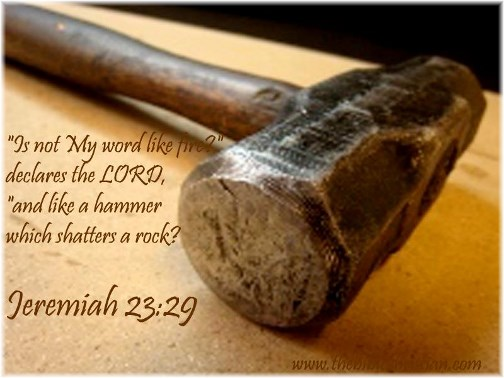 "Is not My word like fire?"
declares the LORD,
"and like a hammer
which shatters a rock?
Jeremiah 23:29